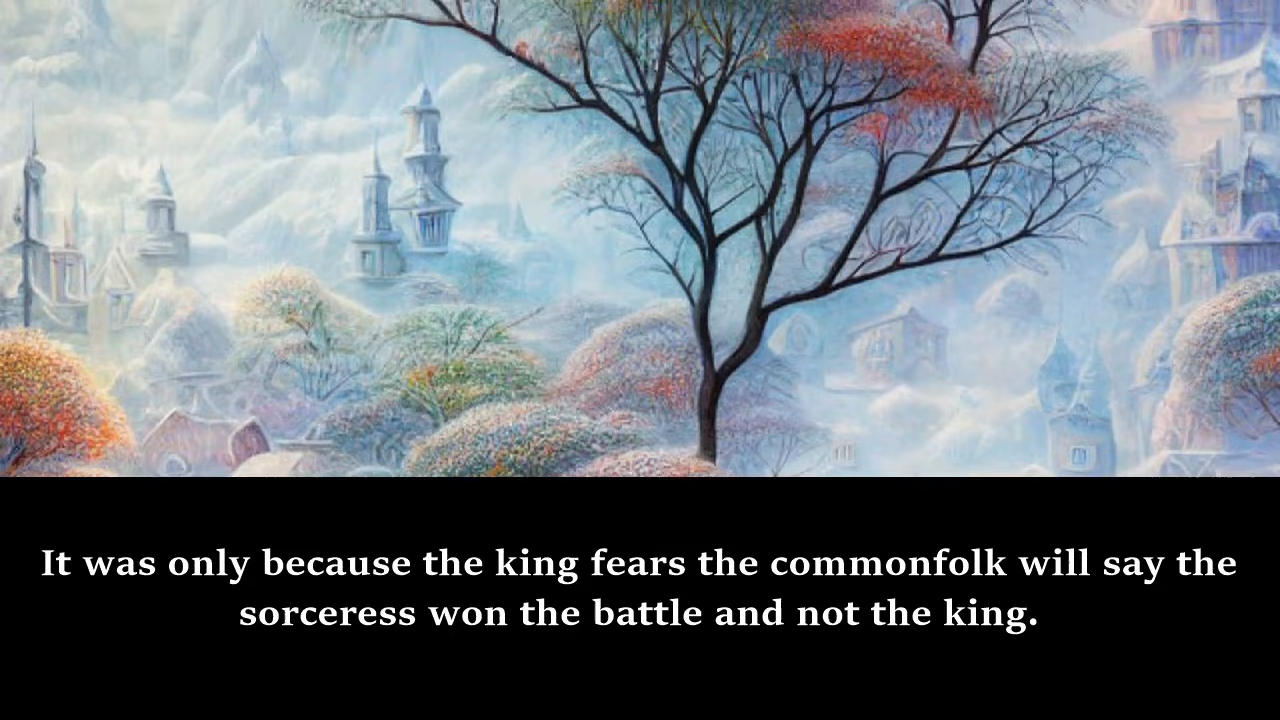 It was only because the king fears the commonfolk will say the
sorceress won the battle and not the king.